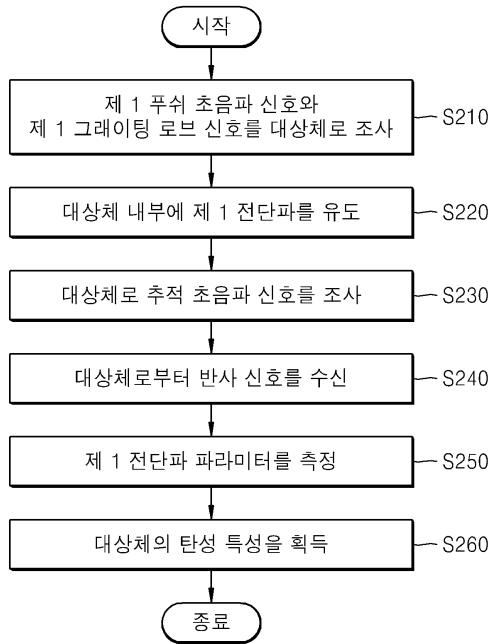 시작
제 1 푸쉬 초음파 신호와
제 1 그레이팅 로브 신호를 대상체로 조사
S210
대상체 내부에 제 1 전단파를 유도
S220
대상체로 추적 초음파 신호를 조사
S230
대상체로부터 반사 신호를 수신
S240
제 1 전단파 파라미터를 측정
S250
대상체의 탄성 특성을 획득
S260
종료